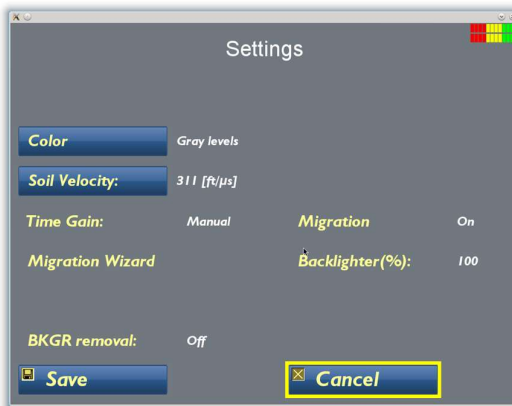 Settings
Color Gray levels
Soil Velocity: 311 [ft/µs]
Time Gain: Manual Migration On
Migration Wizard Backlighter(%): 100
BKGR removal: Off
Save Cancel